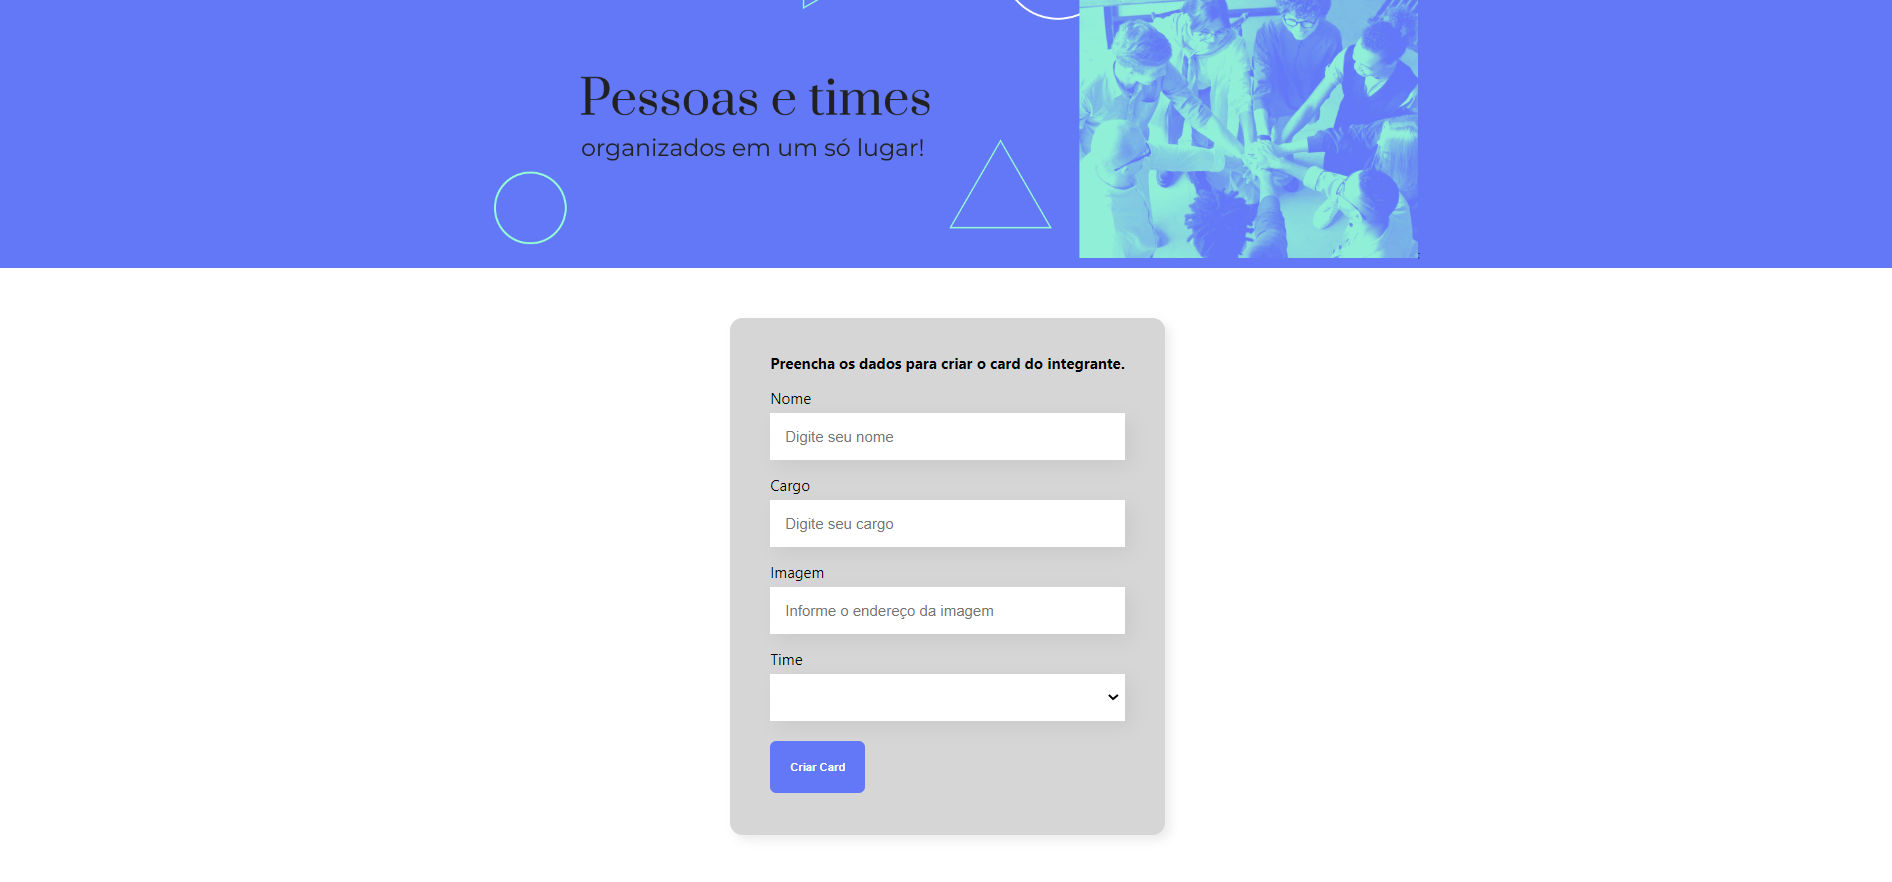 Pessoas e times
organizados em um só lugar!
Preencha os dados para criar o card do integrante.
Nome
Digite seu nome
Cargo
Digite seu cargo
Imagem
Informe o endereço da imagem
Time
Criar Card